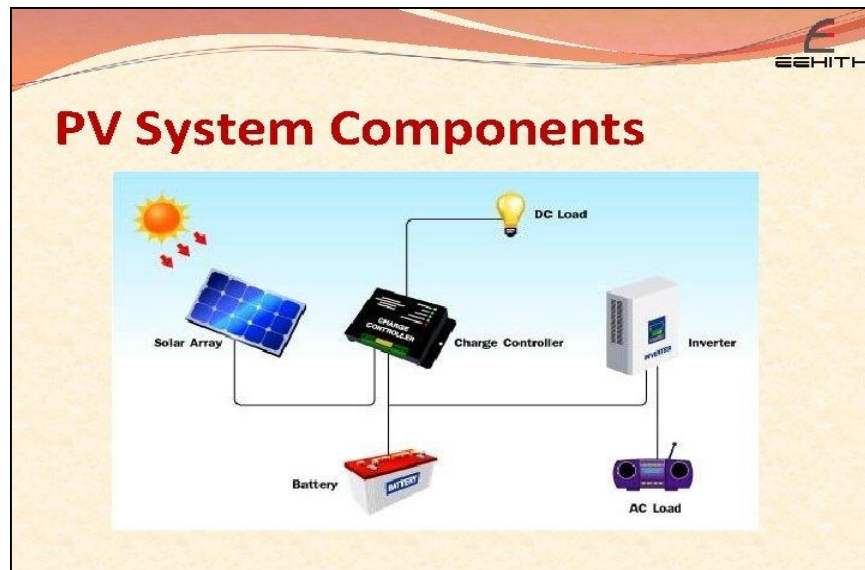 EEHITH
PV System Components
DC Load
CHARGE
CONTROLLER
Solar Array
Charge Controller
Inverter
INVERTER
Battery
BATTERY
AC Load